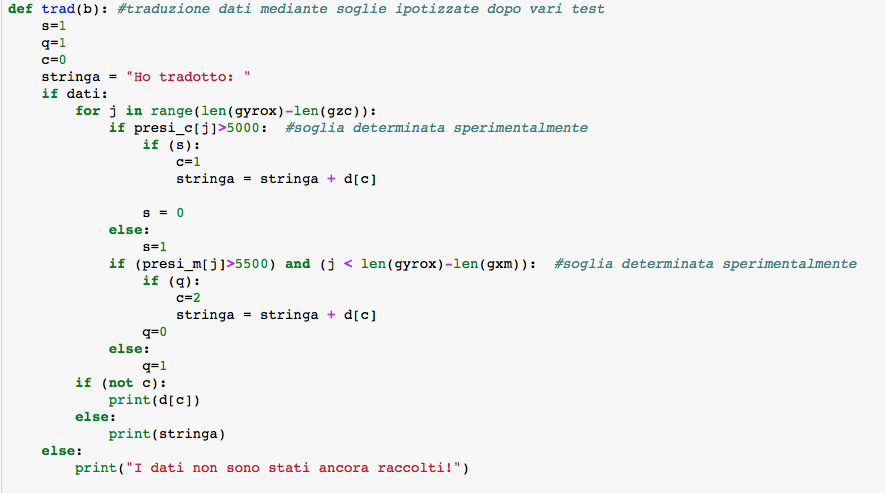 def trad(b): #traduzione dati mediante soglie ipotizzate dopo vari test
    s=1
    q=1
    c=0
    stringa = "Ho tradotto: "
    if dati:
        for j in range(len(gyrox)-len(gzc)):
            if presi_c[j]>5000:  #soglia determinata sperimentalmente
                if (s):
                    c=1
                    stringa = stringa + d[c]

                s = 0
            else:
                s=1
            if (presi_m[j]>5500) and (j < len(gyrox)-len(gxm)):  #soglia determinata sperimentalmente
                if (q):
                    c=2
                    stringa = stringa + d[c]
                q=0
            else:
                q=1
        if (not c):
            print(d[c])
        else:
            print(stringa)
    else:
        print("I dati non sono stati ancora raccolti!")